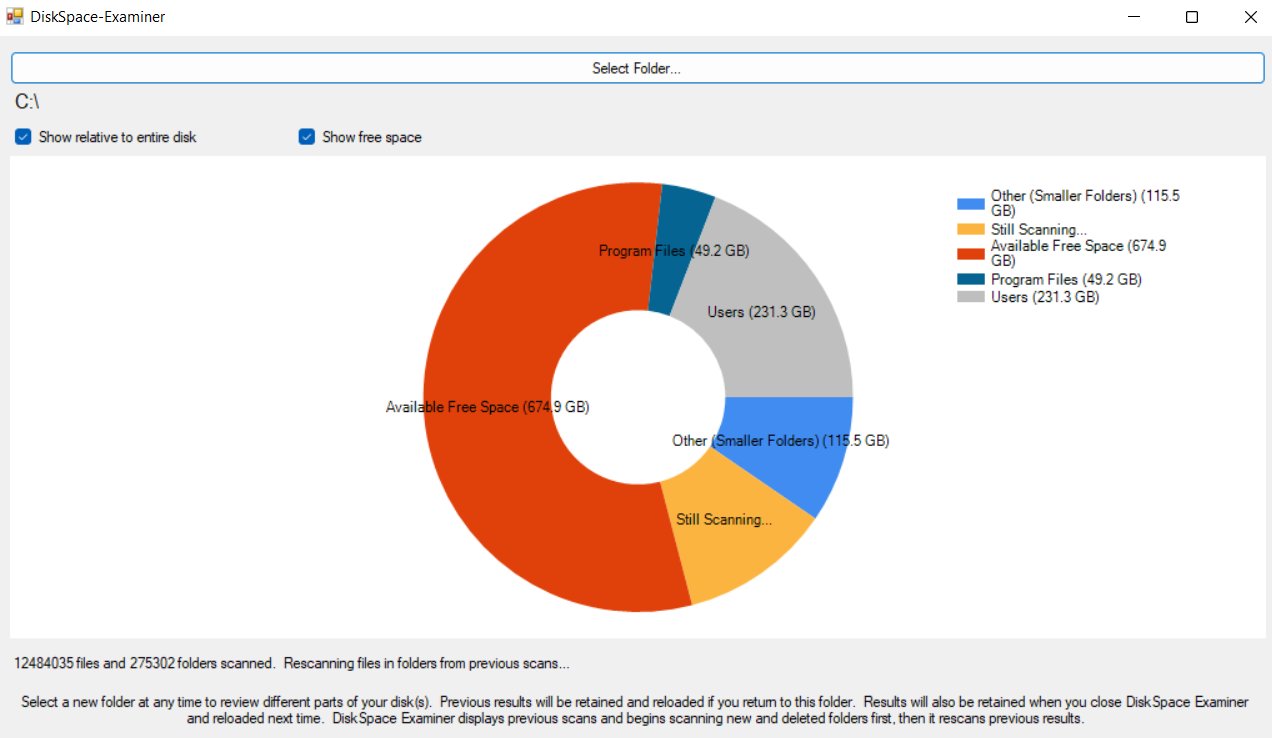 DiskSpace-Examiner
Select Folder...
C:\
Show relative to entire disk
Show free space
Other (Smaller Folders) (115.5
GB)
Still Scanning...
Available Free Space (674.9
GB)
Program Files (49.2 GB)
Users (231.3 GB)
Program Files (49.2 GB)
Users (231.3 GB)
Available Free Space (674.9 GB)
Other (Smaller Folders) (115.5 GB)
Still Scanning...
12484035 files and 275302 folders scanned.  Rescanning files in folders from previous scans...
Select a new folder at any time to review different parts of your disk(s).  Previous results will be retained and reloaded if you return to this folder.  Results will also be retained when you close DiskSpace Examiner
and reloaded next time.  DiskSpace Examiner displays previous scans and begins scanning new and deleted folders first, then it rescans previous results.